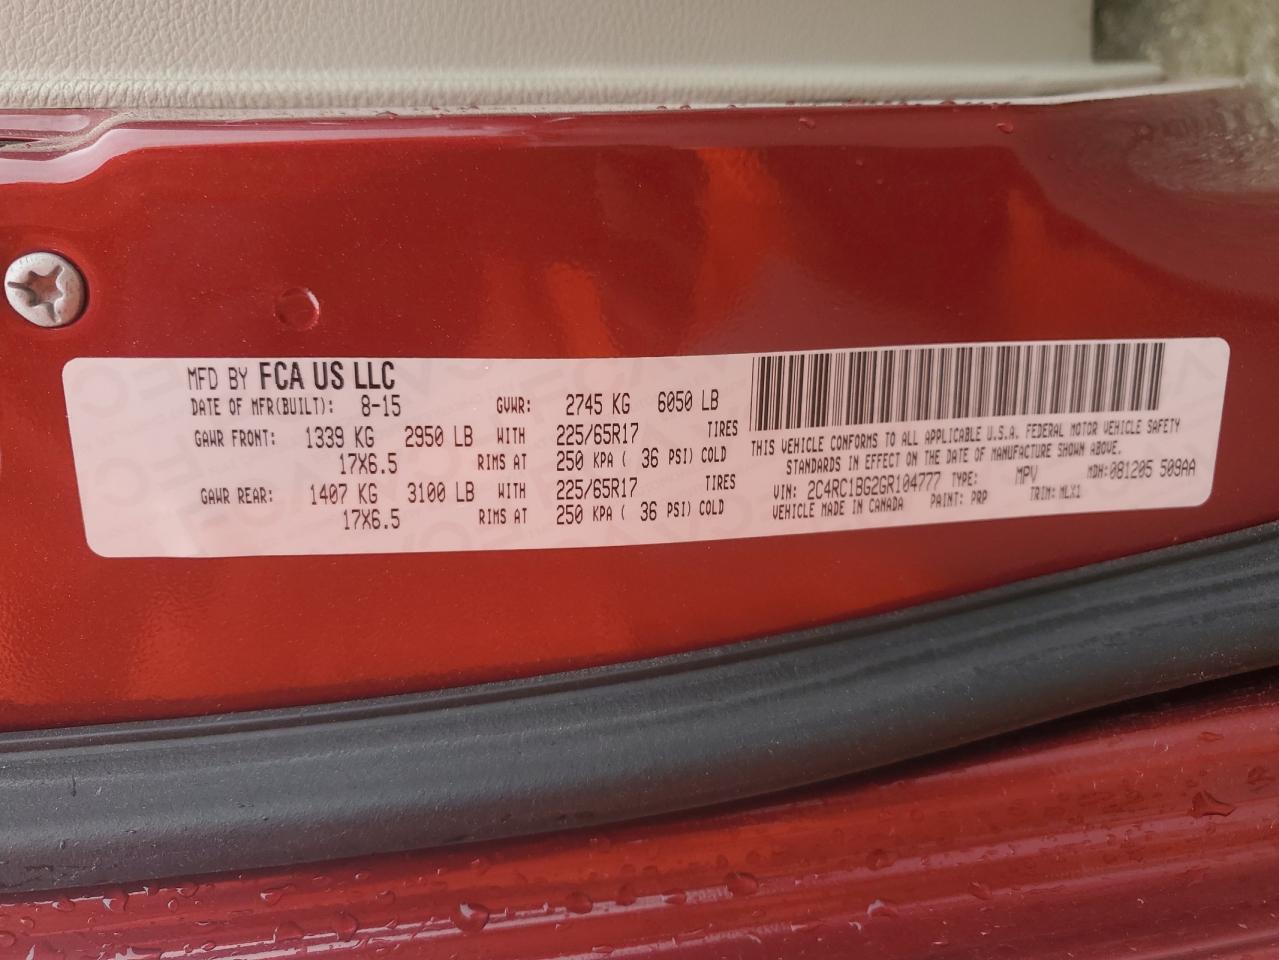 MFD BY FCA US LLC
DATE OF MFR(BUILT): 8-15 GVWR: 2745 KG 6050 LB
GAWR FRONT: 1339 KG 2950 LB WITH 225/65R17 TIRES
17X6.5 RIMS AT 250 KPA ( 36 PSI) COLD
GAWR REAR: 1407 KG 3100 LB WITH 225/65R17 TIRES
17X6.5 RIMS AT 250 KPA ( 36 PSI) COLD
THIS VEHICLE CONFORMS TO ALL APPLICABLE U.S.A. FEDERAL MOTOR VEHICLE SAFETY
STANDARDS IN EFFECT ON THE DATE OF MANUFACTURE SHOWN ABOVE.
VIN: 2C4RC1BG2GR104777 TYPE: MPV MDH: 081205 509AA
VEHICLE MADE IN CANADA PAINT: PRP TRIM: MLX1